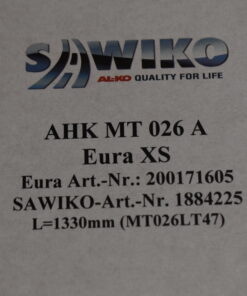 SAWIKO
AL-KO QUALITY FOR LIFE
AHK MT 026 A
Eura XS
Eura Art.-Nr.: 200171605
SAWIKO-Art.-Nr. 1884225
L=1330mm (MT026LT47)